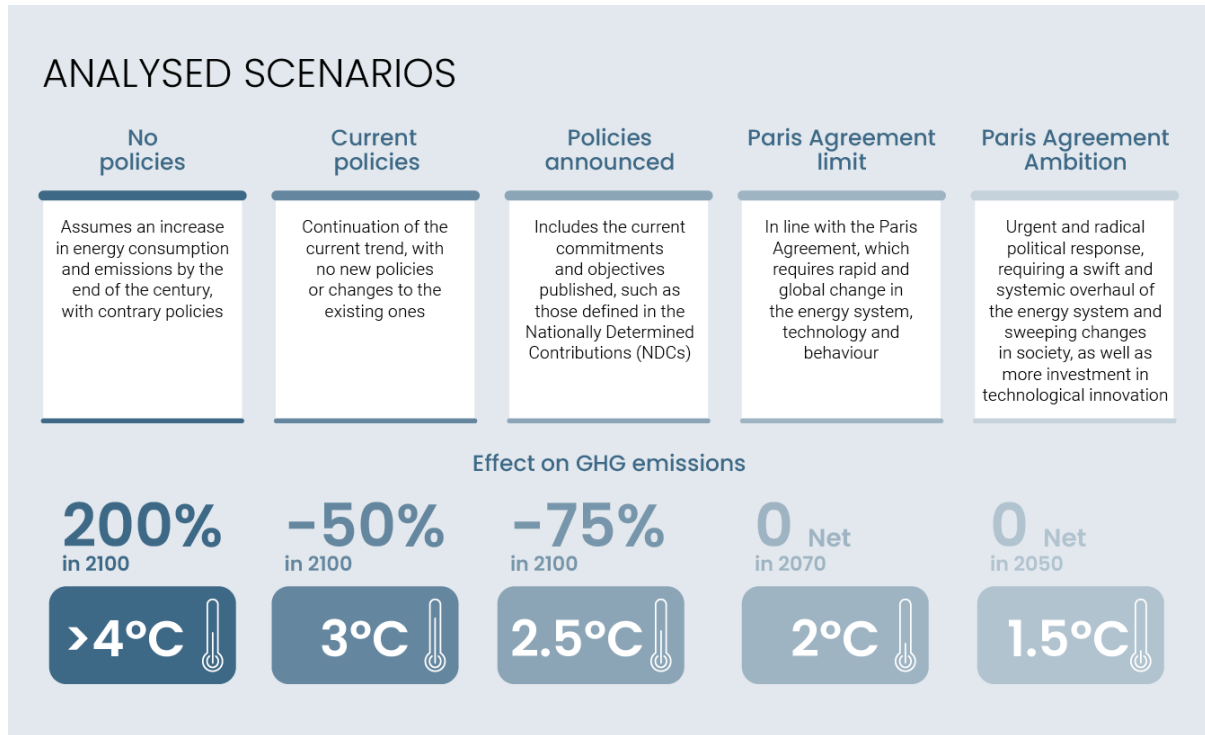 ANALYSED SCENARIOS
No
policies
Assumes an increase
in energy consumption
and emissions by the
end of the century,
with contrary policies
Current
policies
Continuation of the
current trend, with
no new policies
or changes to the
existing ones
Policies
announced
Includes the current
commitments
and objectives
published, such as
those defined in the
Nationally Determined
Contributions (NDCs)
Paris Agreement
limit
In line with the Paris
Agreement, which
requires rapid and
global change in
the energy system,
technology and
behaviour
Paris Agreement
Ambition
Urgent and radical
political response,
requiring a swift and
systemic overhaul of
the energy system and
sweeping changes
in society, as well as
more investment in
technological innovation
Effect on GHG emissions
200%
in 2100
>4°C
-50%
in 2100
3°C
-75%
in 2100
2.5°C
0 Net
in 2070
2°C
0 Net
in 2050
1.5°C